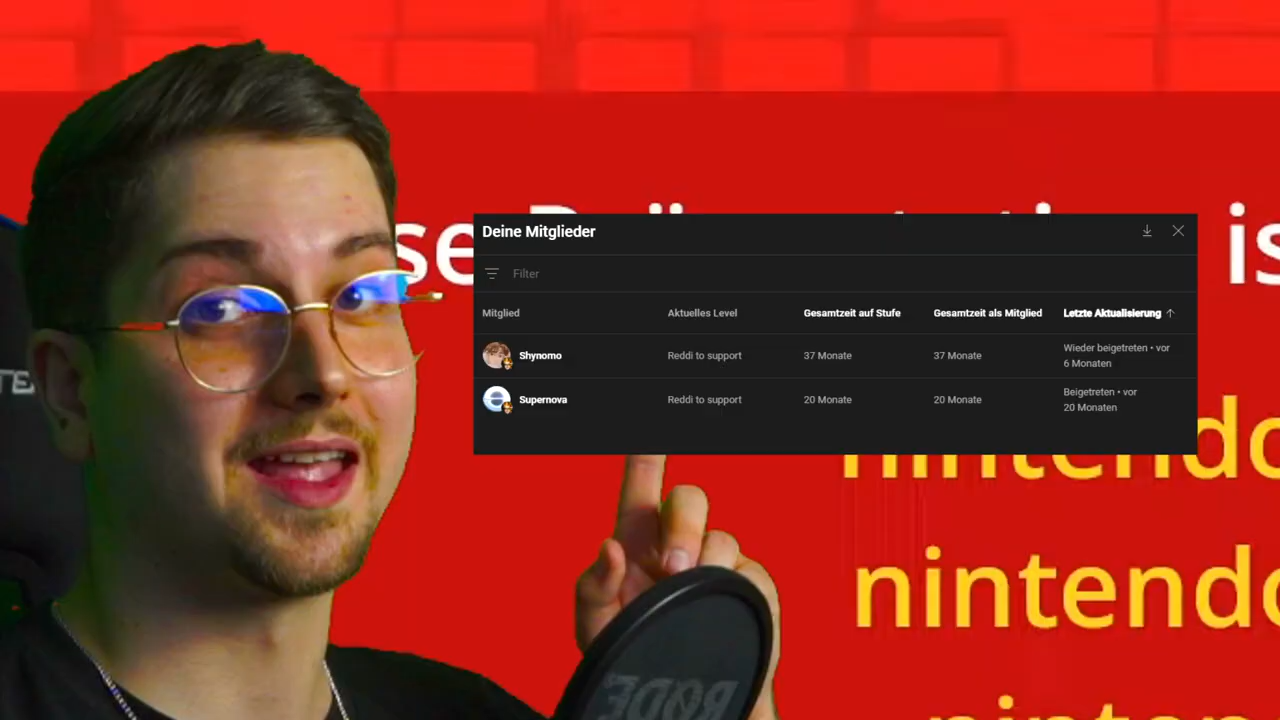 se
is
Deine Mitglieder
Filter
Mitglied Aktuelles Level Gesamtzeit auf Stufe Gesamtzeit als Mitglied Letzte Aktualisierung
Shynomo Reddi to support 37 Monate 37 Monate Wieder beigetreten • vor
6 Monaten
Supernova Reddi to support 20 Monate 20 Monate Beigetreten • vor
20 Monaten
nintendo
nintendo
RØDE